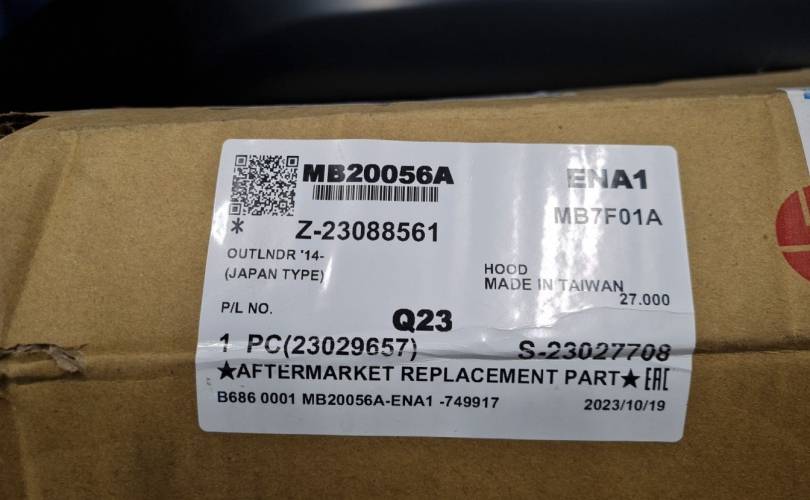 MB20056A
ENA1
MB7F01A
* Z-23088561
OUTLNDR '14-
(JAPAN TYPE)
HOOD
MADE IN TAIWAN
27.000
P/L NO.
Q23
1 PC(23029657)
S-23027708
★AFTERMARKET REPLACEMENT PART★ EAC
B686 0001 MB20056A-ENA1 -749917
2023/10/19